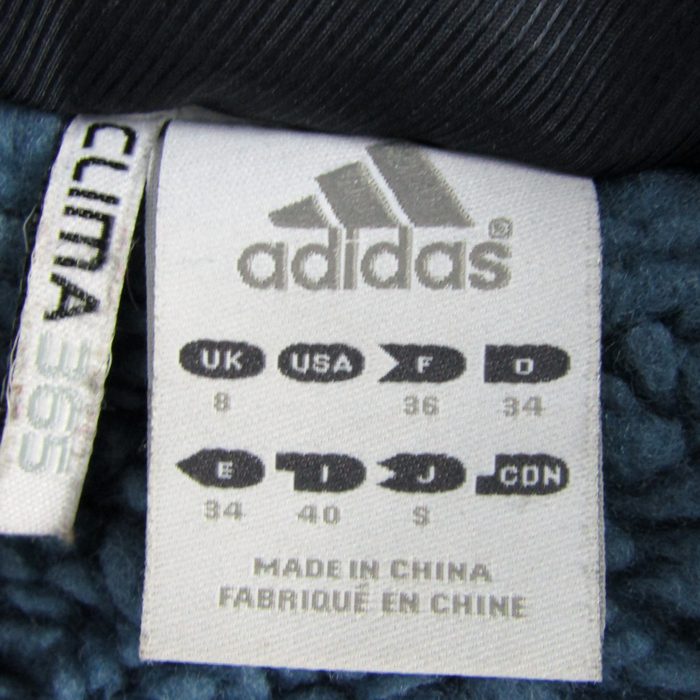 CLIMA365
adidas
UK USA F D
8 36 34
E I J CDN
34 40 S
MADE IN CHINA
FABRIQUÉ EN CHINE